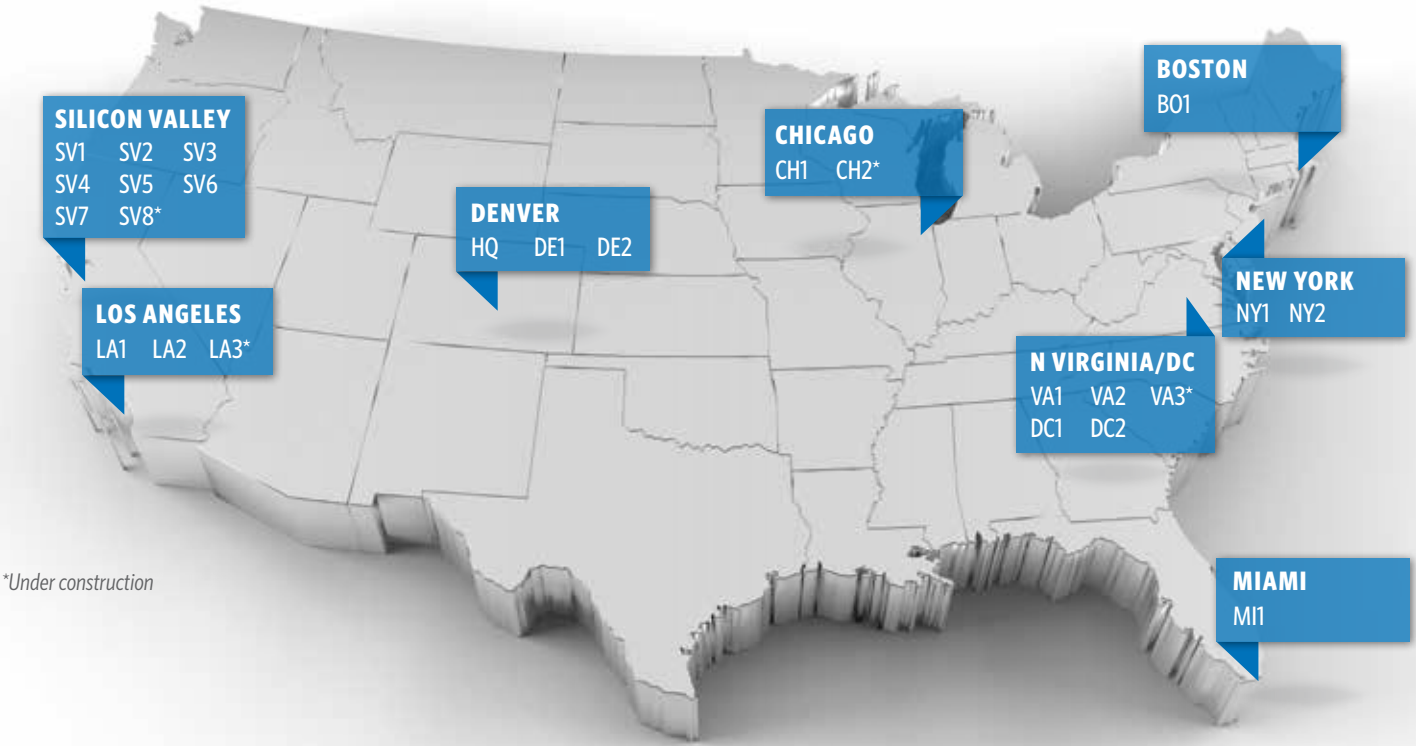 SILICON VALLEY
SV1 SV2 SV3
SV4 SV5 SV6
SV7 SV8*
LOS ANGELES
LA1 LA2 LA3*
DENVER
HQ DE1 DE2
CHICAGO
CH1 CH2*
BOSTON
BO1
NEW YORK
NY1 NY2
N VIRGINIA/DC
VA1 VA2 VA3*
DC1 DC2
MIAMI
MI1
*Under construction